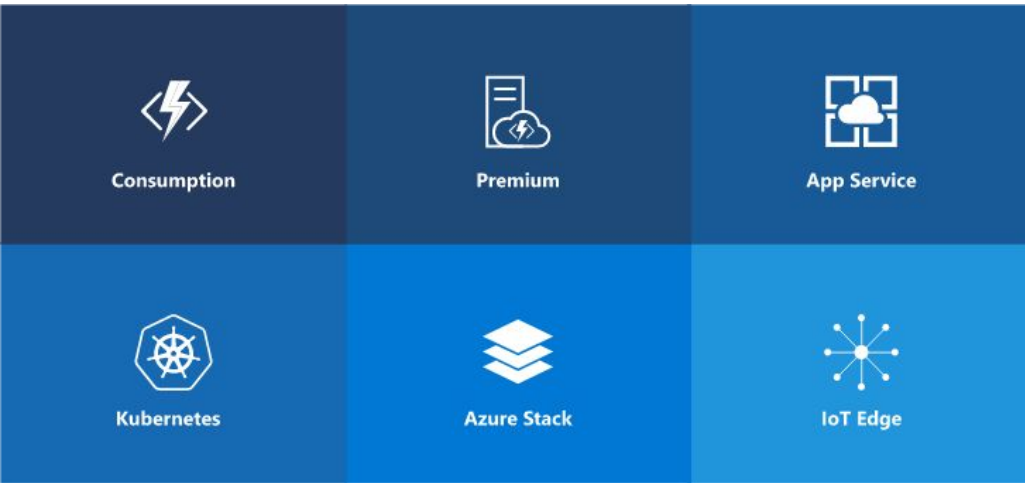 Consumption
Premium
App Service
Kubernetes
Azure Stack
IoT Edge